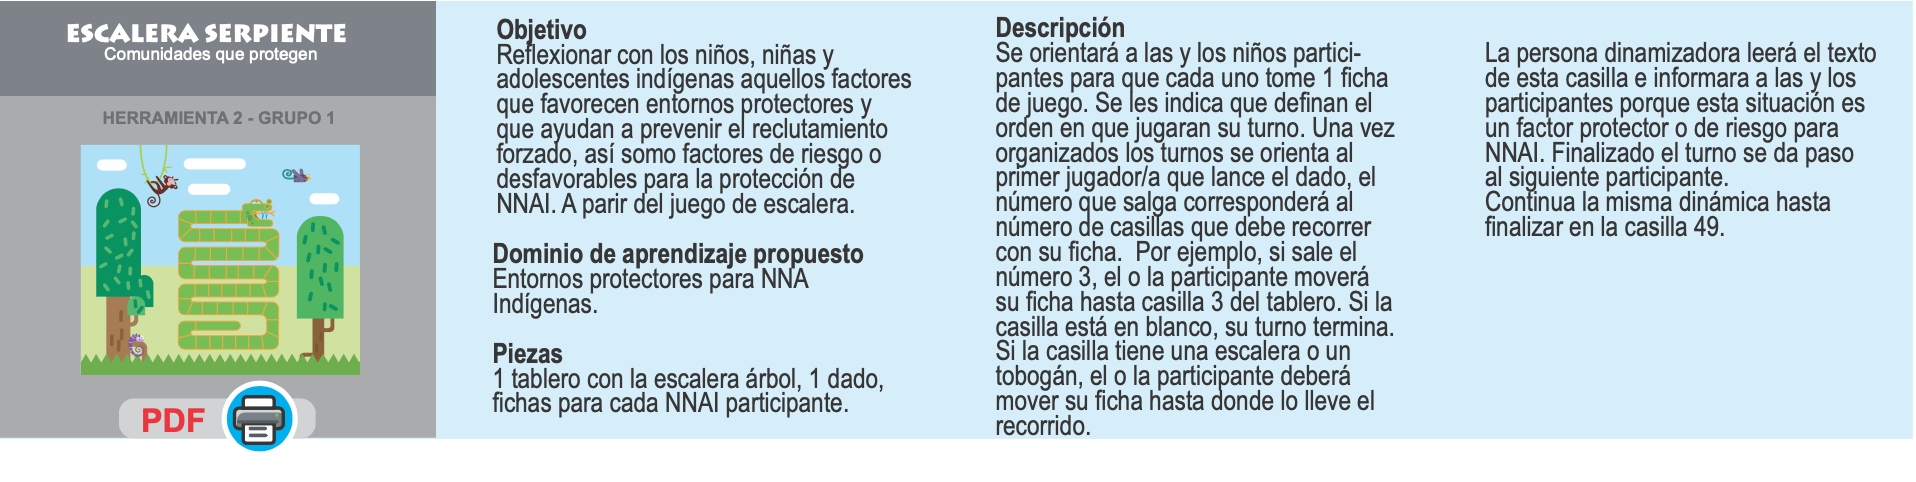 ESCALERA SERPIENTE
Comunidades que protegen
HERRAMIENTA 2 - GRUPO 1
PDF
Objetivo
Reflexionar con los niños, niñas y
adolescentes indígenas aquellos factores
que favorecen entornos protectores y
que ayudan a prevenir el reclutamiento
forzado, así somo factores de riesgo o
desfavorables para la protección de
NNAI. A parir del juego de escalera.
Dominio de aprendizaje propuesto
Entornos protectores para NNA
Indígenas.
Piezas
1 tablero con la escalera árbol, 1 dado,
fichas para cada NNAI participante.
Descripción
Se orientará a las y los niños partici-
pantes para que cada uno tome 1 ficha
de juego. Se les indica que definan el
orden en que jugaran su turno. Una vez
organizados los turnos se orienta al
primer jugador/a que lance el dado, el
número que salga corresponderá al
número de casillas que debe recorrer
con su ficha.  Por ejemplo, si sale el
número 3, el o la participante moverá
su ficha hasta casilla 3 del tablero. Si la
casilla está en blanco, su turno termina.
Si la casilla tiene una escalera o un
tobogán, el o la participante deberá
mover su ficha hasta donde lo lleve el
recorrido.
La persona dinamizadora leerá el texto
de esta casilla e informara a las y los
participantes porque esta situación es
un factor protector o de riesgo para
NNAI. Finalizado el turno se da paso
al siguiente participante.
Continua la misma dinámica hasta
finalizar en la casilla 49.